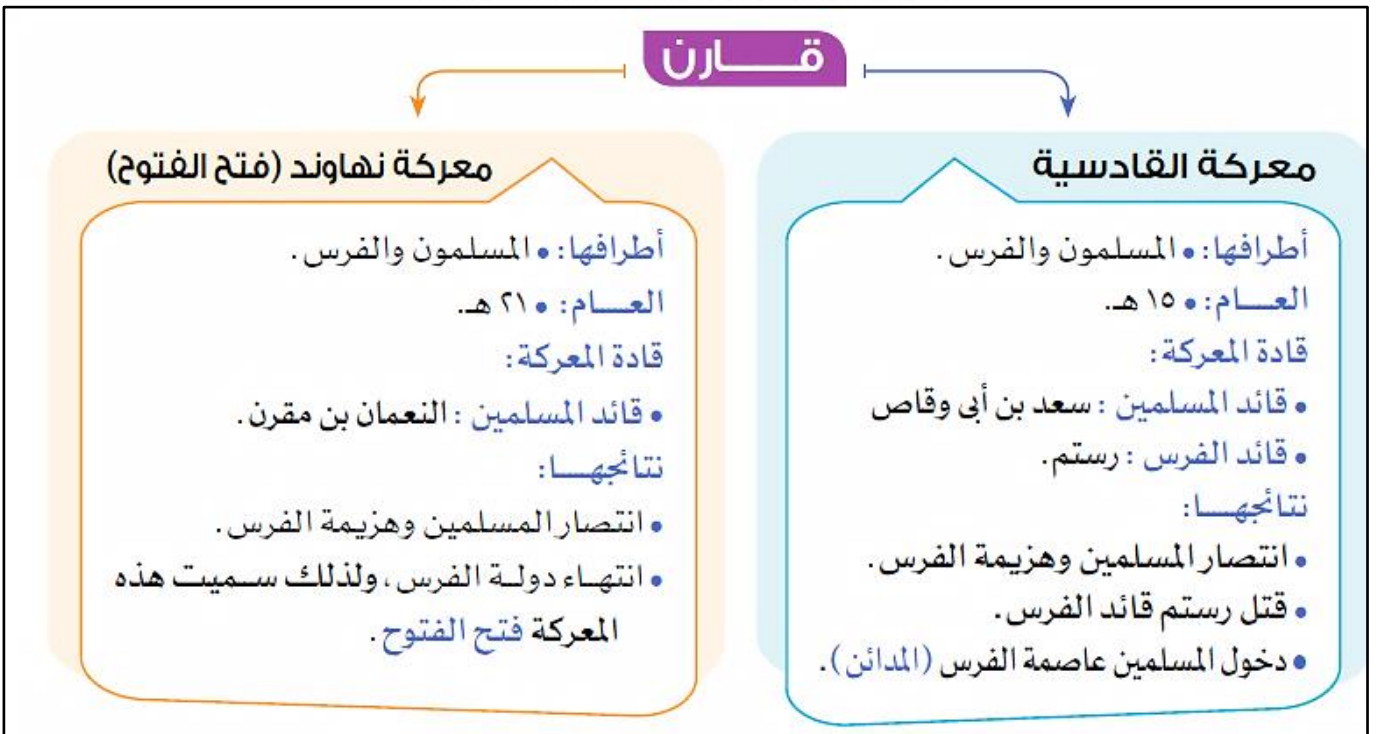 قـــــارن
معركة القادسية
أطرافها: • المسلمون والفرس.
العـــام: • ١٥ هـ.
قادة المعركة:
• قائد المسلمين : سعد بن أبى وقاص
• قائد الفرس : رستم.
نتائجهـــا:
• انتصار المسلمين وهزيمة الفرس.
• قتل رستم قائد الفرس.
• دخول المسلمين عاصمة الفرس (المدائن).
معركة نهاوند (فتح الفتوح)
أطرافها: • المسلمون والفرس.
العـــام: • ٢١ هـ.
قادة المعركة:
• قائد المسلمين : النعمان بن مقرن.
نتائجهـــا:
• انتصار المسلمين وهزيمة الفرس.
• انتهـاء دولـة الفرس، ولذلك سـميت هذه
المعركة فتح الفتوح.